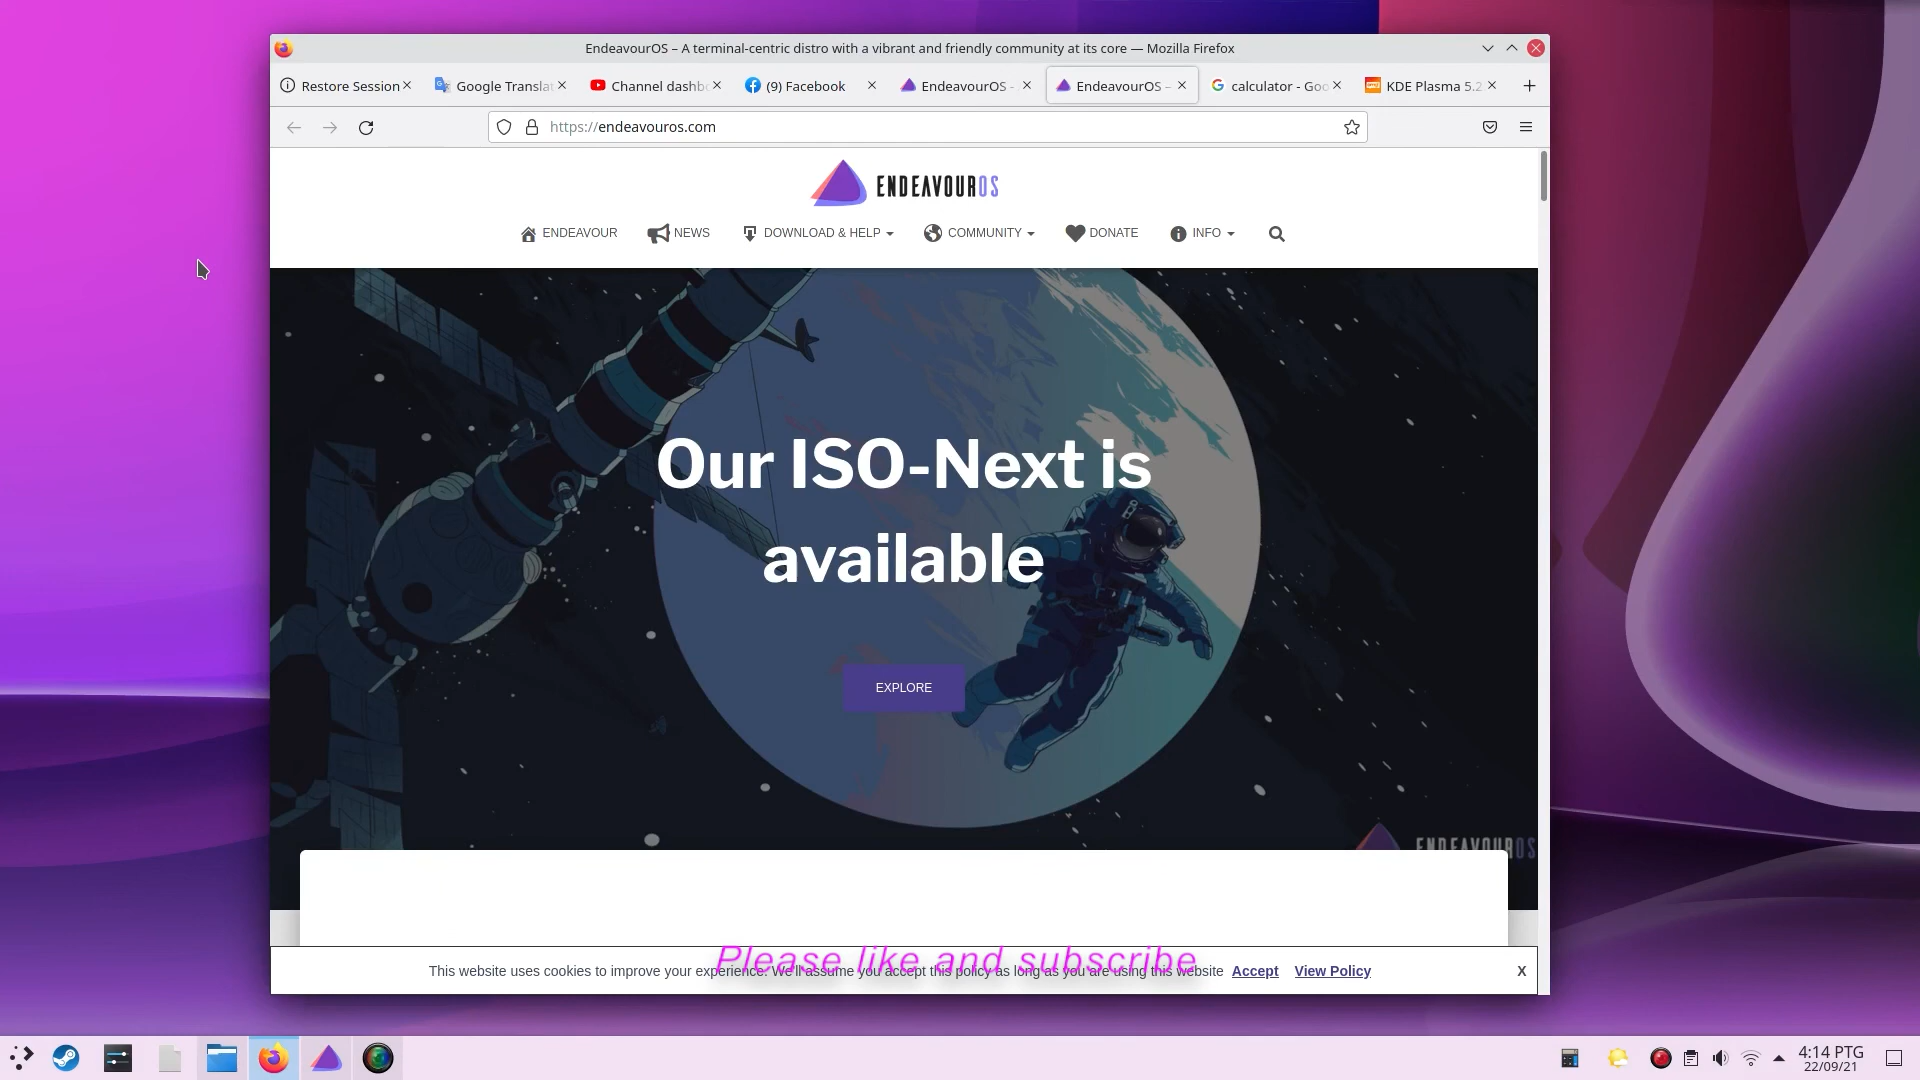 EndeavourOS – A terminal-centric distro with a vibrant and friendly community at its core — Mozilla Firefox
Restore Session
Google Translat
Channel dashbo
(9) Facebook
EndeavourOS -
EndeavourOS –
calculator - Goo
KDE Plasma 5.2
https://endeavouros.com
ENDEAVOUROS
ENDEAVOUR
NEWS
DOWNLOAD & HELP
COMMUNITY
DONATE
INFO
Our ISO-Next is
available
EXPLORE
ENDEAVOUROS
Please like and subscribe
This website uses cookies to improve your experience. We'll assume you accept this policy as long as you are using this website Accept View Policy X
4:14 PTG
22/09/21